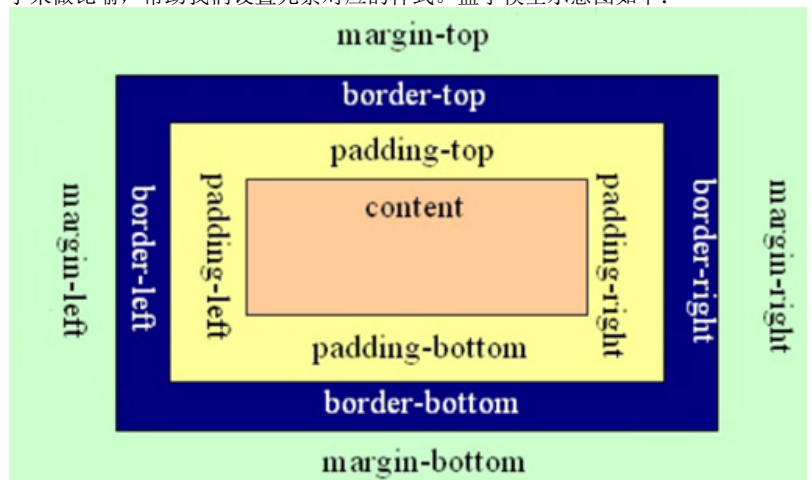 子来做比喻，帮助我们设置元素对应的样式。盒子模型示意图如下：
margin-top
border-top
padding-top
margin-left
border-left
padding-left
content
padding-right
border-right
margin-right
padding-bottom
border-bottom
margin-bottom